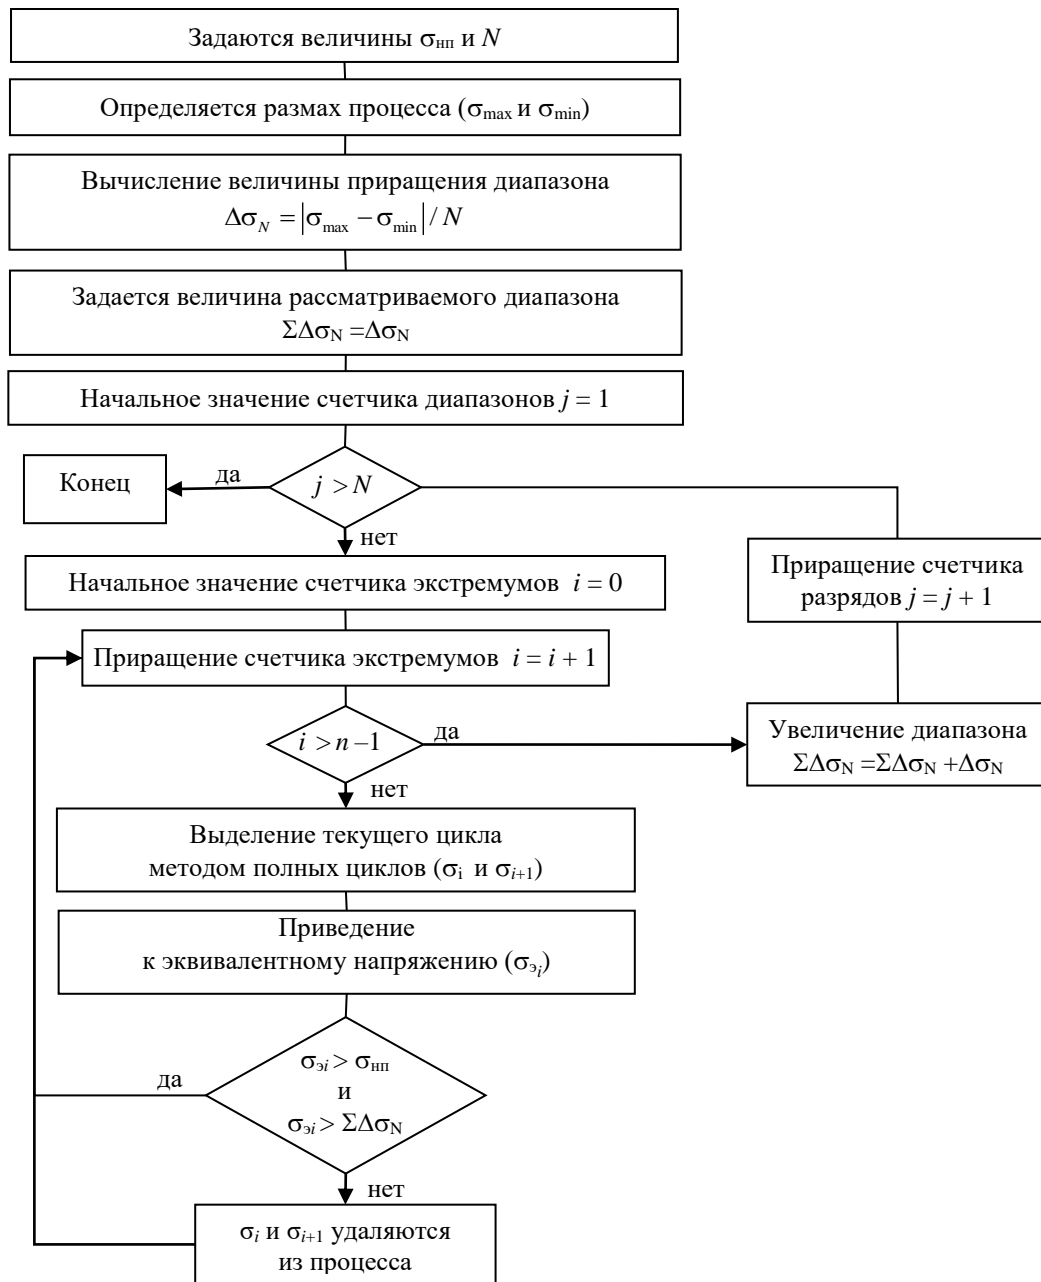 Задаются величины σнп и N
Определяется размах процесса (σmax и σmin)
Вычисление величины приращения диапазона
Δσ_N = |σmax − σmin| / N
Задается величина рассматриваемого диапазона
ΣΔσN =ΔσN
Начальное значение счетчика диапазонов j = 1
Конец
да
j > N
нет
Начальное значение счетчика экстремумов i = 0
Приращение счетчика
разрядов j = j + 1
Приращение счетчика экстремумов i = i + 1
i > n –1
да
Увеличение диапазона
ΣΔσN =ΣΔσN +ΔσN
нет
Выделение текущего цикла
методом полных циклов (σi и σi+1)
Приведение
к эквивалентному напряжению (σэi)
да
σэi > σнп
и
σэi > ΣΔσN
нет
σi и σi+1 удаляются
из процесса